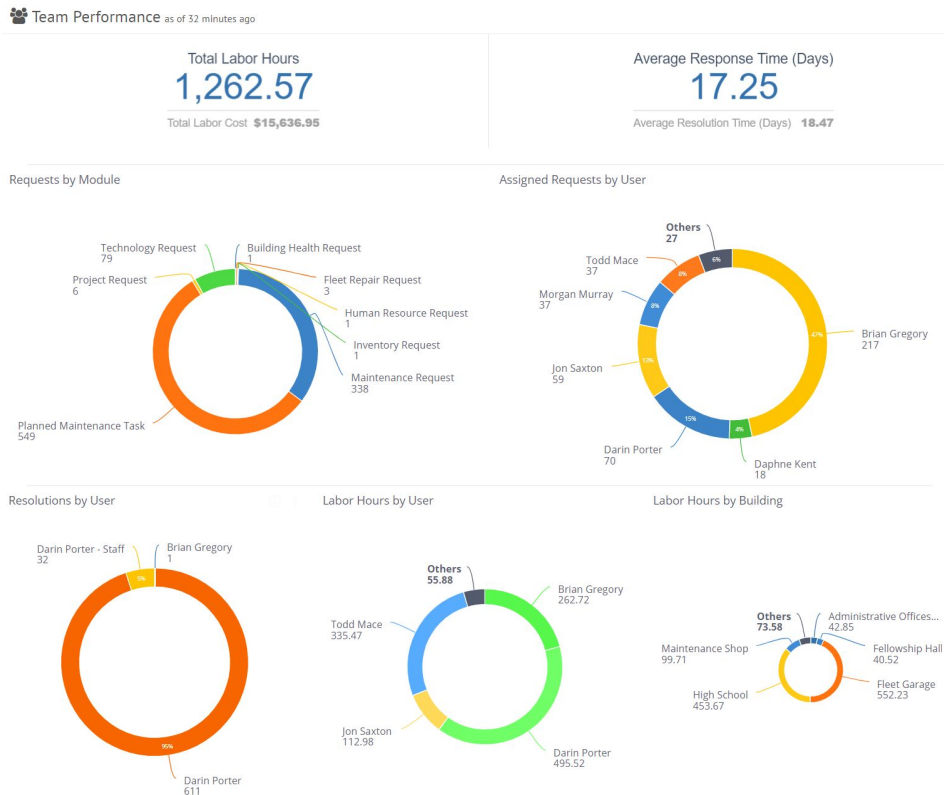 Team Performance as of 32 minutes ago
Total Labor Hours
1,262.57
Total Labor Cost $15,636.95
Average Response Time (Days)
17.25
Average Resolution Time (Days) 18.47
Requests by Module
Technology Request
79
Building Health Request
1
Project Request
6
Fleet Repair Request
3
Human Resource Request
1
Inventory Request
1
Maintenance Request
338
Planned Maintenance Task
549
Assigned Requests by User
Others
27
6%
Todd Mace
37
8%
Morgan Murray
37
8%
Brian Gregory
217
47%
Jon Saxton
59
13%
Darin Porter
70
15%
4%
Daphne Kent
18
Resolutions by User
Darin Porter - Staff
32
Brian Gregory
1
5%
95%
Darin Porter
611
Labor Hours by User
Others
55.88
Brian Gregory
262.72
Todd Mace
335.47
Jon Saxton
112.98
Darin Porter
495.52
Labor Hours by Building
Others
73.58
Administrative Offices...
42.85
Maintenance Shop
99.71
Fellowship Hall
40.52
Fleet Garage
552.23
High School
453.67